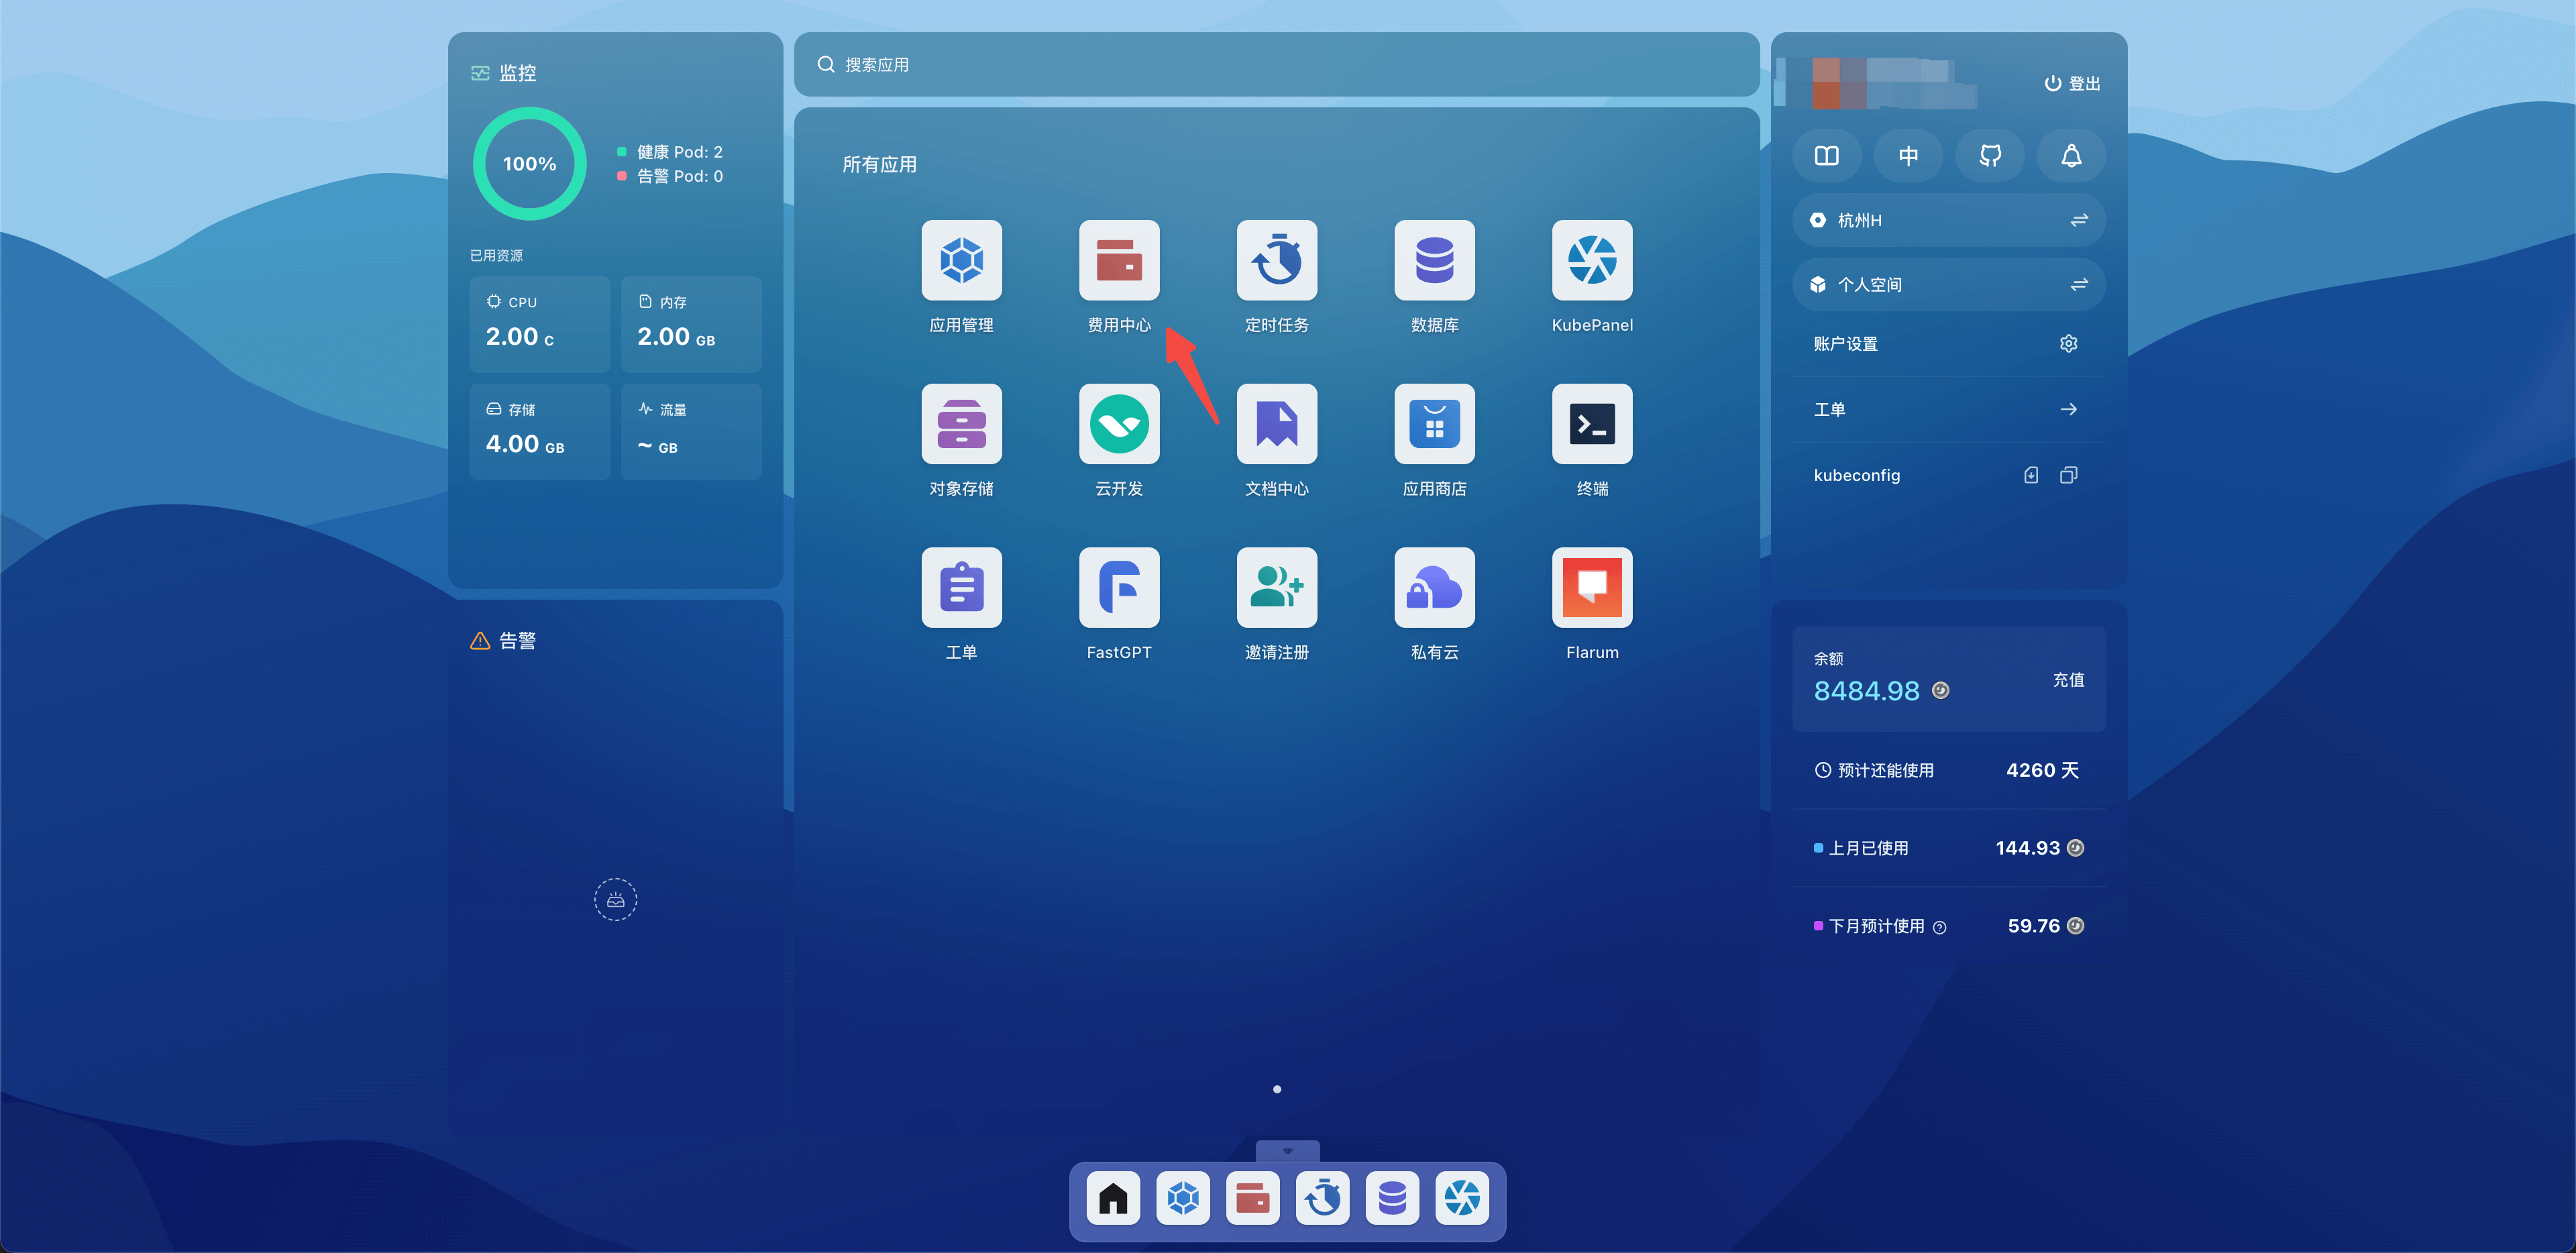 监控
100%
健康 Pod: 2
告警 Pod: 0
已用资源
CPU
2.00 C
内存
2.00 GB
存储
4.00 GB
流量
~ GB
告警
搜索应用
所有应用
应用管理
费用中心
定时任务
数据库
KubePanel
对象存储
云开发
文档中心
应用商店
终端
工单
FastGPT
邀请注册
私有云
Flarum
登出
中
杭州H
个人空间
账户设置
工单
kubeconfig
余额
8484.98
充值
预计还能使用
4260 天
上月已使用
144.93
下月预计使用
59.76